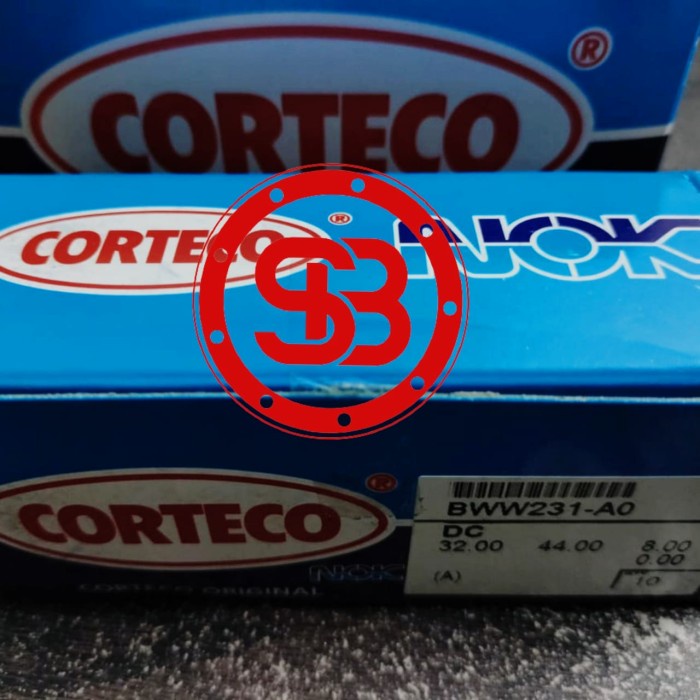 CORTECO ®
CORTECO ® NOK
SB
CORTECO ®
NOK
CORTECO ORIGINAL
BWW231-A0
DC
32.00 44.00 8.00
0.00
(A) 10